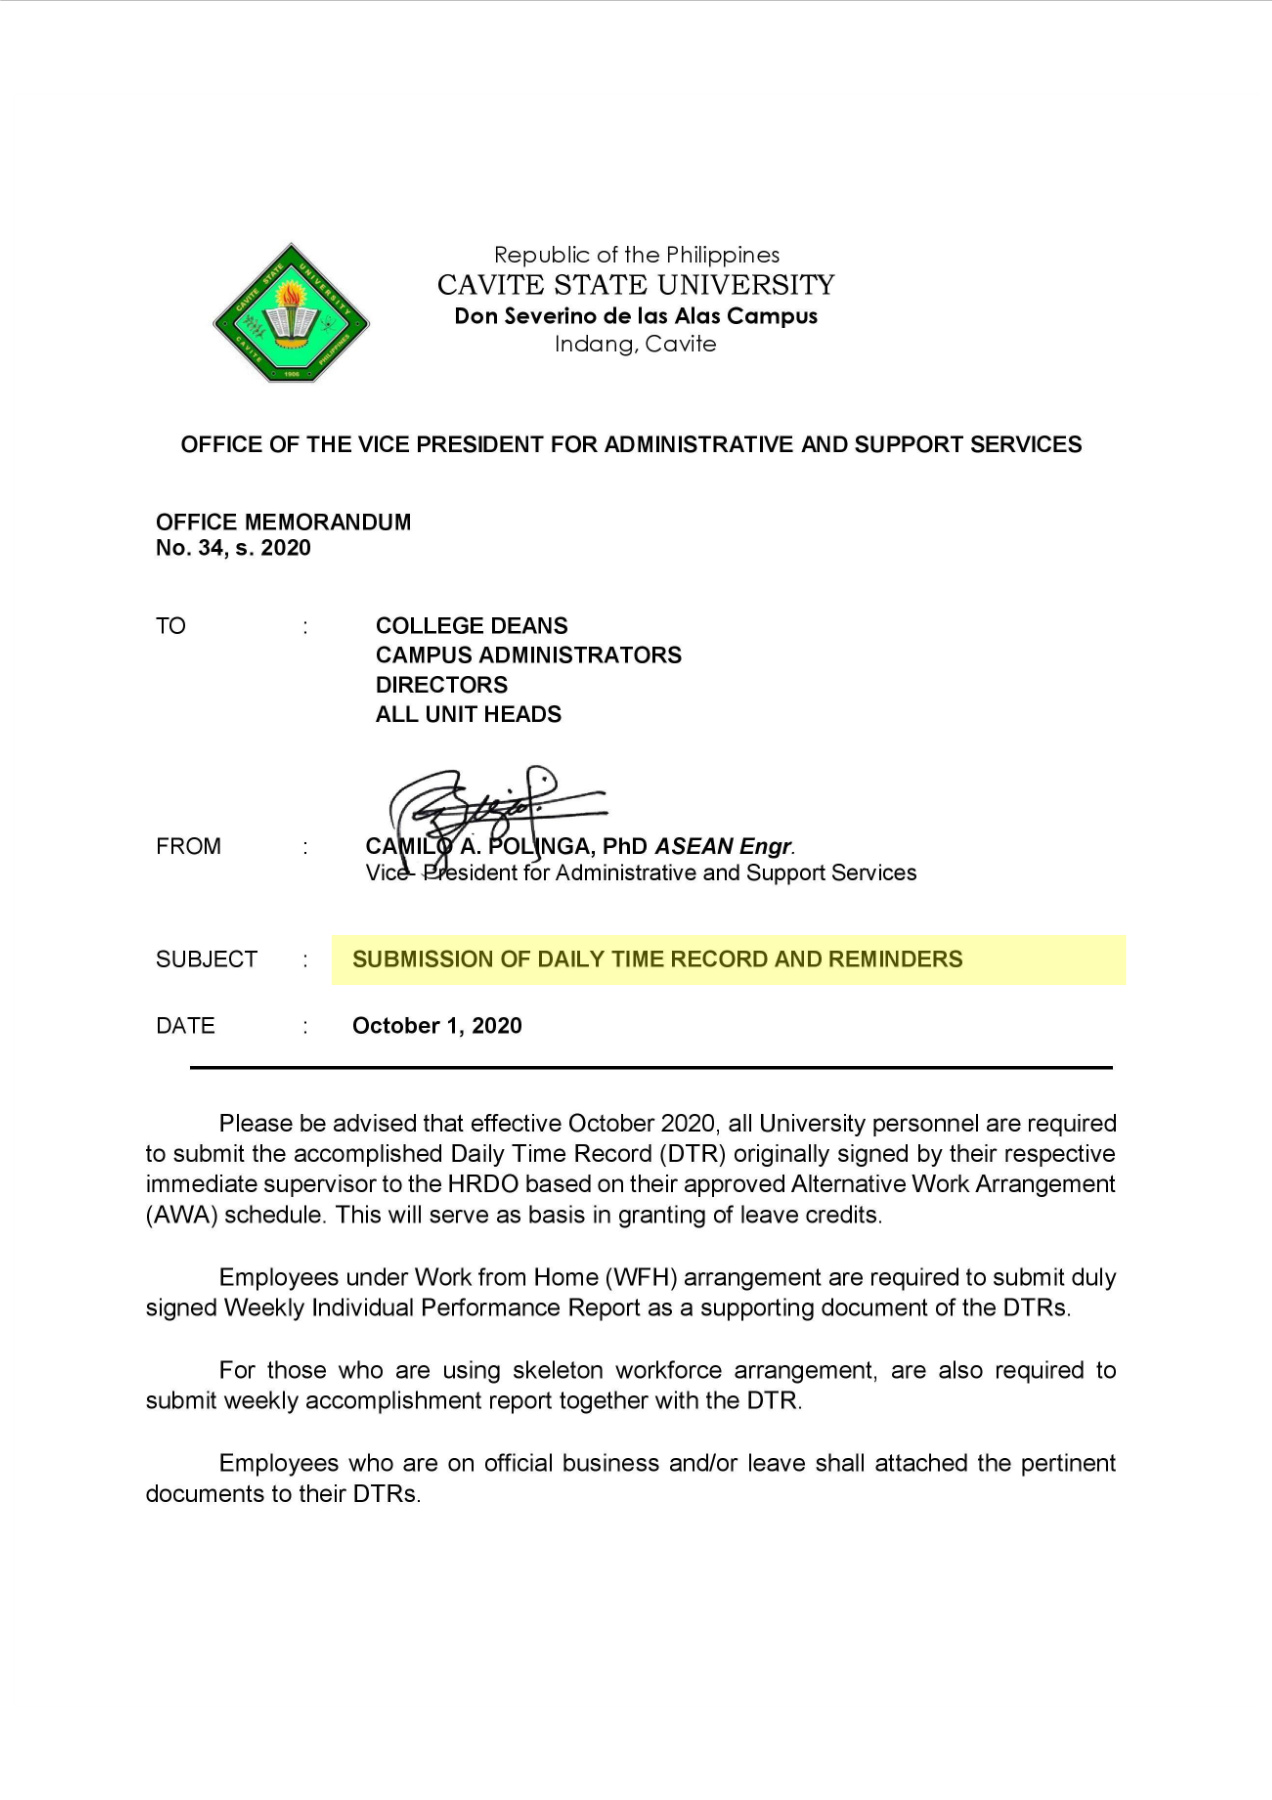 Republic of the Philippines
CAVITE STATE UNIVERSITY
Don Severino de las Alas Campus
Indang, Cavite
CAVITE STATE UNIVERSITY
CAVITE PHILIPPINES
1906
OFFICE OF THE VICE PRESIDENT FOR ADMINISTRATIVE AND SUPPORT SERVICES
OFFICE MEMORANDUM
No. 34, s. 2020
TO : COLLEGE DEANS
CAMPUS ADMINISTRATORS
DIRECTORS
ALL UNIT HEADS
FROM : CAMILO A. POLINGA, PhD ASEAN Engr.
Vice- President for Administrative and Support Services
SUBJECT : SUBMISSION OF DAILY TIME RECORD AND REMINDERS
DATE : October 1, 2020
Please be advised that effective October 2020, all University personnel are required
to submit the accomplished Daily Time Record (DTR) originally signed by their respective
immediate supervisor to the HRDO based on their approved Alternative Work Arrangement
(AWA) schedule. This will serve as basis in granting of leave credits.
Employees under Work from Home (WFH) arrangement are required to submit duly
signed Weekly Individual Performance Report as a supporting document of the DTRs.
For those who are using skeleton workforce arrangement, are also required to
submit weekly accomplishment report together with the DTR.
Employees who are on official business and/or leave shall attached the pertinent
documents to their DTRs.